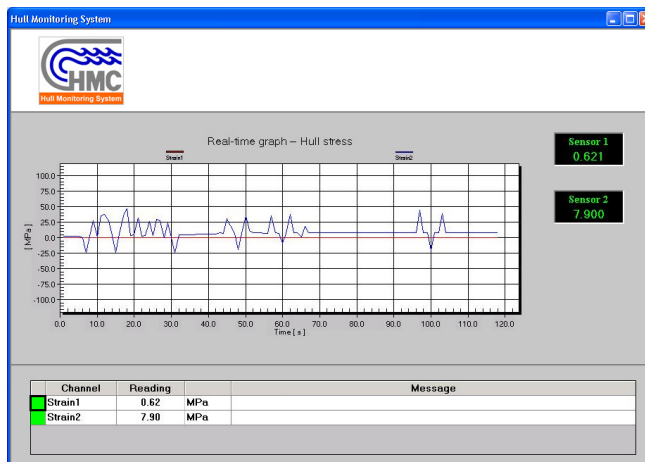 Hull Monitoring System
HMC
Hull Monitoring System
Real-time graph – Hull stress
Strain1
Strain2
Sensor 1
0.621
Sensor 2
7.900
[ MPa ]
100.0
75.0
50.0
25.0
0.0
-25.0
-50.0
-75.0
-100.0
0.0 10.0 20.0 30.0 40.0 50.0 60.0 70.0 80.0 90.0 100.0 110.0 120.0
Time [ s ]
Channel Reading Message
Strain1 0.62 MPa
Strain2 7.90 MPa